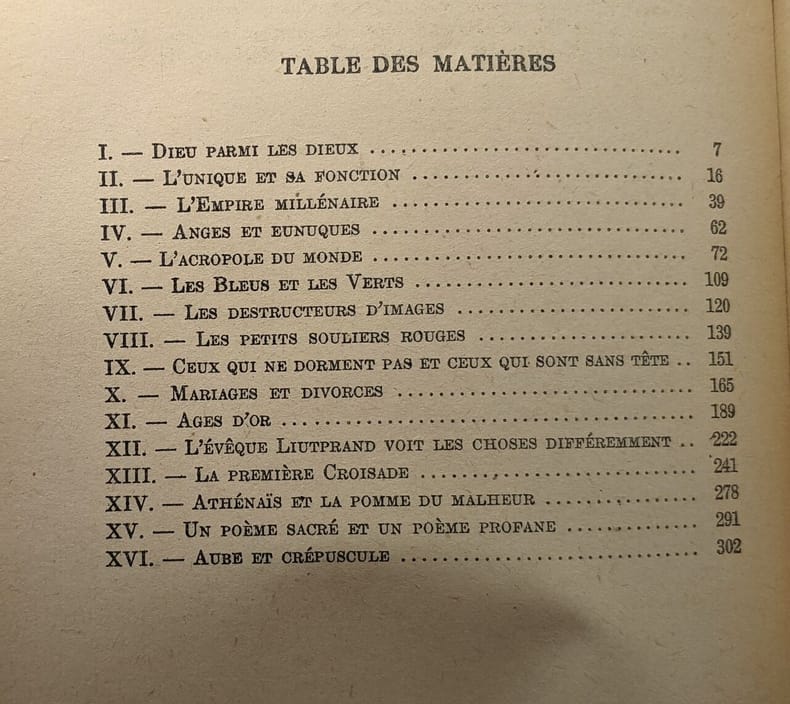 TABLE DES MATIÈRES
I. — DIEU PARMI LES DIEUX ........ 7
II. — L'UNIQUE ET SA FONCTION ........ 16
III. — L'EMPIRE MILLÉNAIRE ........ 39
IV. — ANGES ET EUNUQUES ........ 62
V. — L'ACROPOLE DU MONDE ........ 72
VI. — LES BLEUS ET LES VERTS ........ 109
VII. — LES DESTRUCTEURS D'IMAGES ........ 120
VIII. — LES PETITS SOULIERS ROUGES ........ 139
IX. — CEUX QUI NE DORMENT PAS ET CEUX QUI SONT SANS TÊTE .. 151
X. — MARIAGES ET DIVORCES ........ 165
XI. — AGES D'OR ........ 189
XII. — L'ÉVÊQUE LIUTPRAND VOIT LES CHOSES DIFFÉREMMENT .. 222
XIII. — LA PREMIÈRE CROISADE ........ 241
XIV. — ATHÉNAÏS ET LA POMME DU MALHEUR ........ 278
XV. — UN POÈME SACRÉ ET UN POÈME PROFANE ........ 291
XVI. — AUBE ET CRÉPUSCULE ........ 302